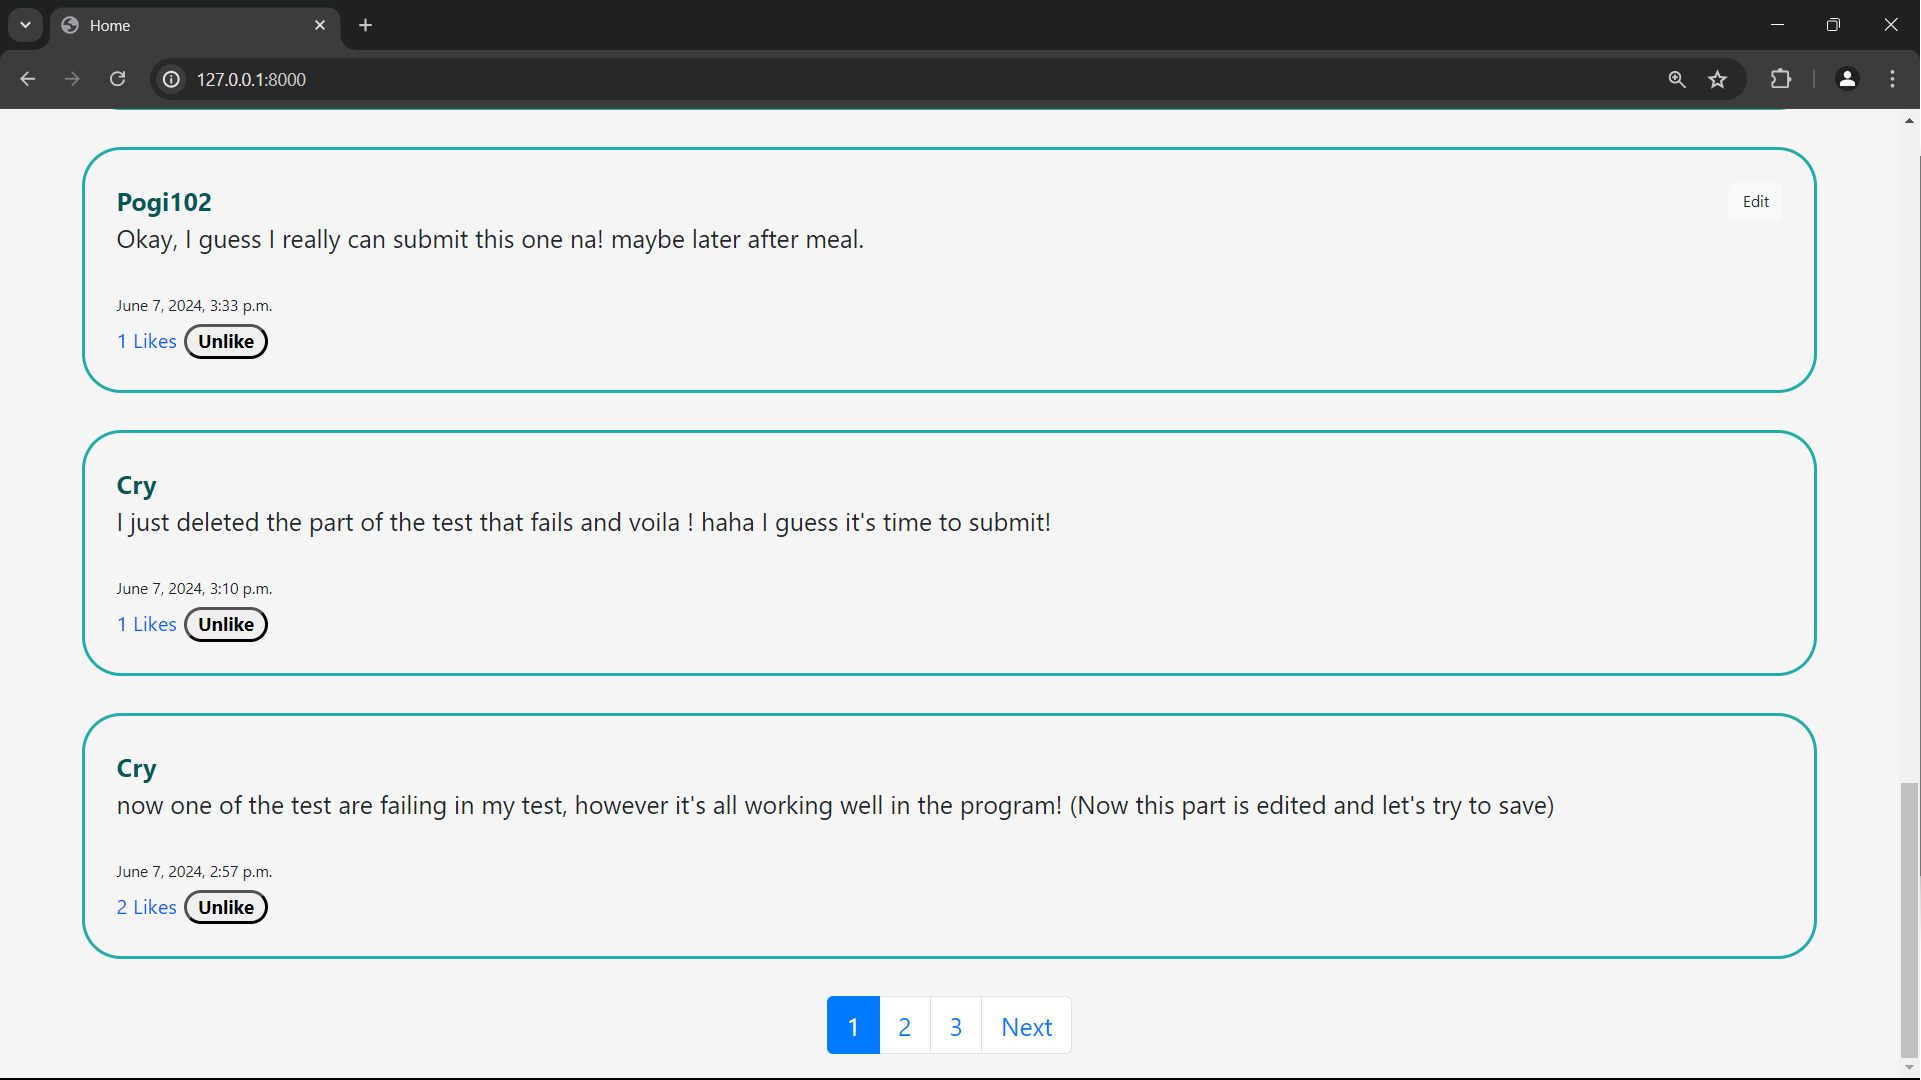 Home
127.0.0.1:8000
Pogi102
Edit
Okay, I guess I really can submit this one na! maybe later after meal.
June 7, 2024, 3:33 p.m.
1 Likes Unlike
Cry
I just deleted the part of the test that fails and voila ! haha I guess it's time to submit!
June 7, 2024, 3:10 p.m.
1 Likes Unlike
Cry
now one of the test are failing in my test, however it's all working well in the program! (Now this part is edited and let's try to save)
June 7, 2024, 2:57 p.m.
2 Likes Unlike
1 2 3 Next